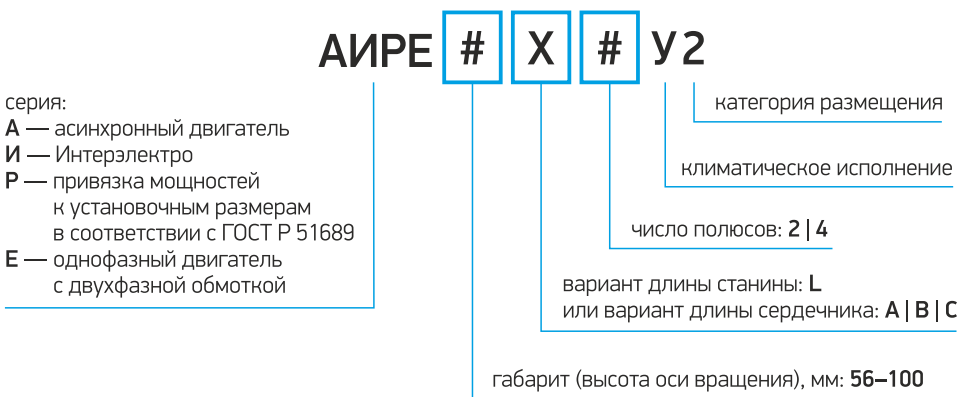 АИРЕ # Х # У2
серия:
А — асинхронный двигатель
И — Интерэлектро
Р — привязка мощностей
к установочным размерам
в соответствии с ГОСТ Р 51689
Е — однофазный двигатель
с двухфазной обмоткой
категория размещения
климатическое исполнение
число полюсов: 2 | 4
вариант длины станины: L
или вариант длины сердечника: A | B | C
габарит (высота оси вращения), мм: 56–100